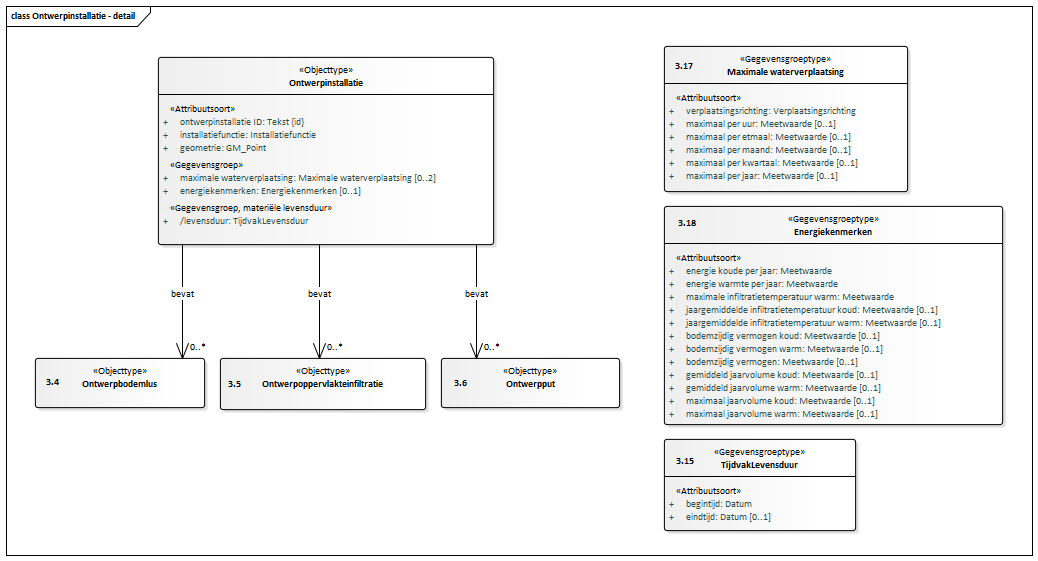 class Ontwerpinstallatie - detail
«Objecttype»
Ontwerpinstallatie
«Attribuutsoort»
+ ontwerpinstallatie ID: Tekst {id}
+ installatiefunctie: Installatiefunctie
+ geometrie: GM_Point
«Gegevensgroep»
+ maximale waterverplaatsing: Maximale waterverplaatsing [0..2]
+ energiekenmerken: Energiekenmerken [0..1]
«Gegevensgroep, materiële levensduur»
+ /levensduur: TijdvakLevensduur
bevat
bevat
bevat
0..*
0..*
0..*
3.4
«Objecttype»
Ontwerpbodemlus
3.5
«Objecttype»
Ontwerpoppervlakteinfiltratie
3.6
«Objecttype»
Ontwerpput
3.17
«Gegevensgroeptype»
Maximale waterverplaatsing
«Attribuutsoort»
+ verplaatsingsrichting: Verplaatsingsrichting
+ maximaal per uur: Meetwaarde [0..1]
+ maximaal per etmaal: Meetwaarde [0..1]
+ maximaal per maand: Meetwaarde [0..1]
+ maximaal per kwartaal: Meetwaarde [0..1]
+ maximaal per jaar: Meetwaarde [0..1]
3.18
«Gegevensgroeptype»
Energiekenmerken
«Attribuutsoort»
+ energie koude per jaar: Meetwaarde
+ energie warmte per jaar: Meetwaarde
+ maximale infiltratietemperatuur warm: Meetwaarde
+ jaargemiddelde infiltratietemperatuur koud: Meetwaarde [0..1]
+ jaargemiddelde infiltratietemperatuur warm: Meetwaarde [0..1]
+ bodemzijdig vermogen koud: Meetwaarde [0..1]
+ bodemzijdig vermogen warm: Meetwaarde [0..1]
+ bodemzijdig vermogen: Meetwaarde [0..1]
+ gemiddeld jaarvolume koud: Meetwaarde [0..1]
+ gemiddeld jaarvolume warm: Meetwaarde [0..1]
+ maximaal jaarvolume koud: Meetwaarde [0..1]
+ maximaal jaarvolume warm: Meetwaarde [0..1]
3.15
«Gegevensgroeptype»
TijdvakLevensduur
«Attribuutsoort»
+ begintijd: Datum
+ eindtijd: Datum [0..1]